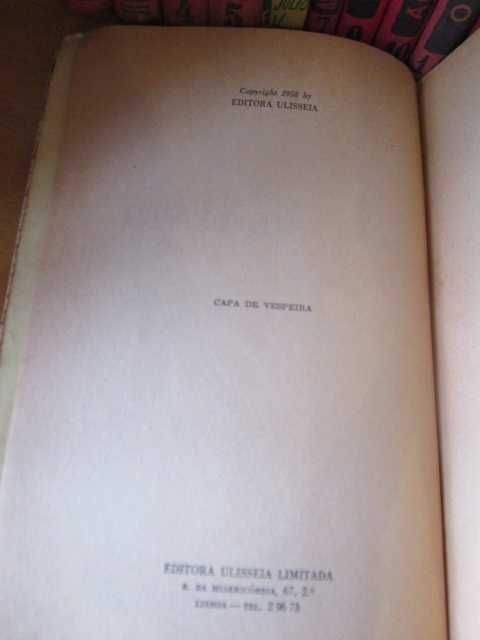 JÚLIO
Copyright 1958 by
EDITORA ULISSEIA
CAPA DE VESPEIRA
EDITORA ULISSEIA LIMITADA
R. DA MISERICÓRDIA, 67, 2.º
LISBOA — TEL. 2 96 73